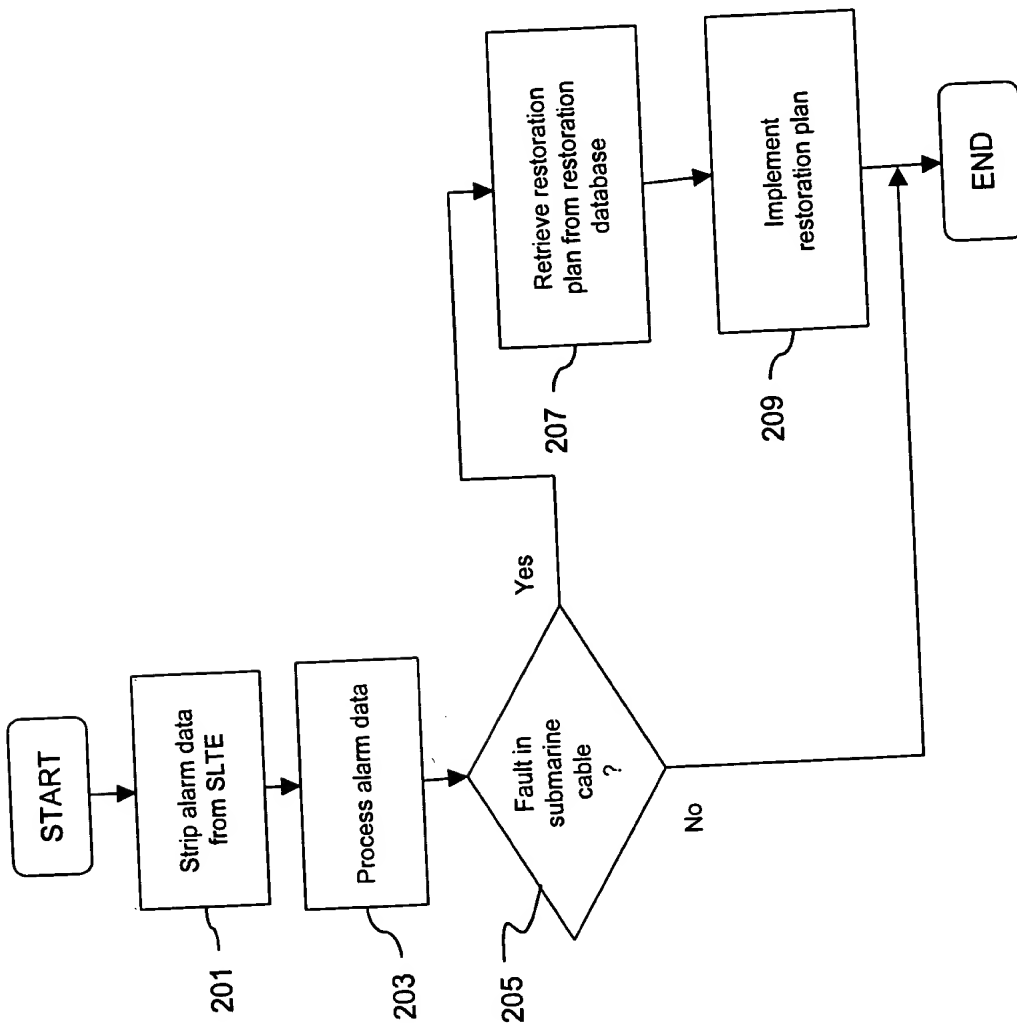 START
Strip alarm data
from SLTE
201
Process alarm data
203
Fault in
submarine
cable
?
205
Yes
No
Retrieve restoration
plan from restoration
database
207
Implement
restoration plan
209
END